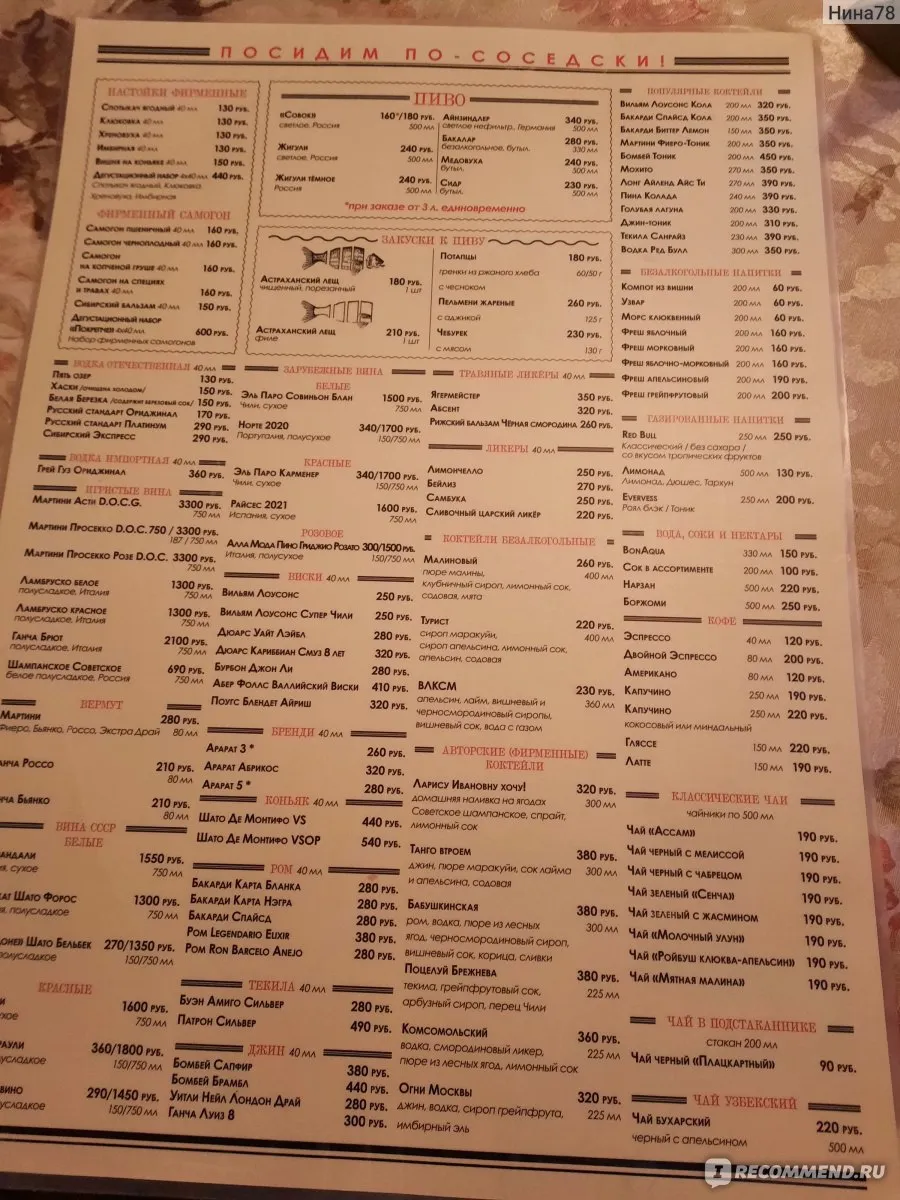 Нина78
ПОСИДИМ ПО-СОСЕДСКИ!
НАСТОЙКИ ФИРМЕННЫЕ
Спотыкач ягодный 40 мл 130 руб.
Клюковка 40 мл 130 руб.
Хреновуха 40 мл 130 руб.
Имбирная 40 мл 130 руб.
Вишня на коньяке 40 мл 150 руб.
Дегустационный набор 4х40 мл 440 руб.
Спотыкач ягодный, Клюковка
Хреновуха, Имбирная
ФИРМЕННЫЙ САМОГОН
Самогон пшеничный 40 мл 160 руб.
Самогон черноплодный 40 мл 160 руб.
Самогон
на копченой груше 40 мл 160 руб.
Самогон на специях
и травах 40 мл 160 руб.
Сибирский бальзам 40 мл 150 руб.
Дегустационный набор
«Покрепче» 4х40 мл 600 руб.
Набор фирменных самогонов
ПИВО
«Совок» 160*/180 руб.
светлое, Россия 500 мл
Жигули 240 руб.
светлое, Россия 500 мл
Жигули тёмное 240 руб.
Россия 500 мл
Айнзиндлер 340 руб.
светлое нефильтр., Германия 500 мл
Бакалар 280 руб.
безалкогольное, бутыл. 330 мл
Медовуха 240 руб.
бутыл. 500 мл
Сидр 230 руб.
бутыл. 500 мл
*при заказе от 3 л. единовременно
ЗАКУСКИ К ПИВУ
Астраханский лещ 180 руб.
чищенный, порезанный 1 шт
Астраханский лещ 210 руб.
филе 1 шт
Потапцы 180 руб.
гренки из ржаного хлеба 60/50 г
с чесноком
Пельмени жареные 260 руб.
с аджикой 125 г
Чебурек 230 руб.
с мясом 130 г
ПОПУЛЯРНЫЕ КОКТЕЙЛИ
Вильям Лоусонс Кола 200 мл 320 руб.
Бакарди Спайсд Кола 200 мл 350 руб.
Бакарди Биттер Лемон 150 мл 350 руб.
Мартини Фиеро-Тоник 200 мл 350 руб.
Бомбей Тоник 200 мл 450 руб.
Мохито 270 мл 350 руб.
Лонг Айленд Айс Ти 270 мл 390 руб.
Пина Колада 240 мл 390 руб.
Голубая лагуна 200 мл 330 руб.
Джин-тоник 200 мл 310 руб.
Текила Санрайз 230 мл 390 руб.
Водка Ред Булл 300 мл 350 руб.
БЕЗАЛКОГОЛЬНЫЕ НАПИТКИ
Компот из вишни 200 мл 60 руб.
Узвар 200 мл 60 руб.
Морс клюквенный 200 мл 60 руб.
Фреш яблочный 200 мл 160 руб.
Фреш морковный 200 мл 160 руб.
Фреш яблочно-морковный 200 мл 160 руб.
Фреш апельсиновый 200 мл 190 руб.
Фреш грейпфрутовый 200 мл 200 руб.
ГАЗИРОВАННЫЕ НАПИТКИ
Red Bull 250 мл 250 руб.
Классический / без сахара /
со вкусом тропических фруктов
Лимонад 500 мл 130 руб.
Лимонад, Дюшес, Тархун
Evervess 250 мл 200 руб.
Роял блэк / Тоник
ВОДА, СОКИ И НЕКТАРЫ
BonAqua 330 мл 150 руб.
Сок в ассортименте 200 мл 100 руб.
Нарзан 500 мл 220 руб.
Боржоми 500 мл 250 руб.
КОФЕ
Эспрессо 40 мл 120 руб.
Двойной Эспрессо 80 мл 200 руб.
Американо 80 мл 120 руб.
Капучино 250 мл 190 руб.
Капучино 250 мл 220 руб.
кокосовый или миндальный
Гляссе 150 мл 220 руб.
Латте 150 мл 190 руб.
КЛАССИЧЕСКИЕ ЧАИ
чайники по 500 мл
Чай «Ассам» 190 руб.
Чай черный с мелиссой 190 руб.
Чай черный с чабрецом 190 руб.
Чай зеленый «Сенча» 190 руб.
Чай зеленый с жасмином 190 руб.
Чай «Молочный улун» 190 руб.
Чай «Ройбуш клюква-апельсин» 190 руб.
Чай «Мятная малина» 190 руб.
ЧАЙ В ПОДСТАКАННИКЕ
стакан 200 мл
Чай черный «Плацкартный» 90 руб.
ЧАЙ УЗБЕКСКИЙ
Чай бухарский 220 руб.
черный с апельсином 500 мл
ВОДКА ОТЕЧЕСТВЕННАЯ 40 мл
Пять озер 130 руб.
Хаски /очищена холодом/ 150 руб.
Белая Березка /содержит березовый сок/ 150 руб.
Русский стандарт Ориджинал 170 руб.
Русский стандарт Платинум 290 руб.
Сибирский Экспресс 290 руб.
ВОДКА ИМПОРТНАЯ 40 мл
Грей Гуз Ориджинал 360 руб.
ИГРИСТЫЕ ВИНА
Мартини Асти D.O.C.G. 3300 руб.
750 мл
Мартини Просекко D.O.C. 750 / 3300 руб.
187 / 750 мл
Мартини Просекко Розе D.O.C. 3300 руб.
750 мл
Ламбруско белое 1300 руб.
полусладкое, Италия 750 мл
Ламбруско красное 1300 руб.
полусладкое, Италия 750 мл
Ганча Брют 2100 руб.
полусладкое, Италия 750 мл
Шампанское Советское 690 руб.
белое полусладкое, Россия 750 мл
ВЕРМУТ
Мартини 280 руб.
Фиеро, Бьянко, Россо, Экстра Драй 80 мл
Россо 210 руб.
80 мл
Бьянко 210 руб.
80 мл
ВИНА СССР
БЕЛЫЕ
1550 руб.
сухое 750 мл
Шато Форос 1300 руб.
полусладкое 750 мл
Шато Бельбек 270/1350 руб.
150/750 мл
КРАСНЫЕ
1600 руб.
750 мл
360/1800 руб.
150/750 мл
290/1450 руб.
150/750 мл
ЗАРУБЕЖНЫЕ ВИНА
БЕЛЫЕ
Эль Паро Совиньон Блан 1500 руб.
Чили, сухое 750 мл
Норте 2020 340/1700 руб.
Португалия, полусухое 150/750 мл
КРАСНЫЕ
Эль Паро Карменер 340/1700 руб.
Чили, сухое 150/750 мл
Райсес 2021 1600 руб.
Испания, сухое 750 мл
РОЗОВОЕ
Алла Мода Пино Гриджио Розато 300/1500 руб.
Италия, полусухое 150/750 мл
ВИСКИ 40 мл
Вильям Лоусонс 250 руб.
Вильям Лоусонс Супер Чили 250 руб.
Дюарс Уайт Лэйбл 280 руб.
Дюарс Карибеиан Смуз 8 лет 320 руб.
Бурбон Джон Ли 280 руб.
Абер Фоллс Валлийский Виски 410 руб.
Поугс Блендет Айриш 320 руб.
БРЕНДИ 40 мл
Арарат 3 * 260 руб.
Арарат Абрикос 320 руб.
Арарат 5 * 280 руб.
КОНЬЯК 40 мл
Шато Де Монтифо VS 440 руб.
Шато Де Монтифо VSOP 540 руб.
РОМ 40 мл
Бакарди Карта Бланка 280 руб.
Бакарди Карта Нэгра 280 руб.
Бакарди Спайсд 280 руб.
Ром Legendario Elixir 380 руб.
Ром Ron Barcelo Anejo 280 руб.
ТЕКИЛА 40 мл
Буэн Амиго Сильвер 280 руб.
Патрон Сильвер 490 руб.
ДЖИН 40 мл
Бомбей Сапфир 380 руб.
Бомбей Брамбл 440 руб.
Уитли Нейл Лондон Драй 280 руб.
Ганча Луиз 8 300 руб.
ТРАВЯНЫЕ ЛИКЁРЫ 40 мл
Ягермейстер 350 руб.
Абсент 320 руб.
Рижский бальзам Чёрная смородина 260 руб.
ЛИКЕРЫ 40 мл
Лимончелло 250 руб.
Бейлиз 270 руб.
Самбука 250 руб.
Сливочный царский ликёр 220 руб.
КОКТЕЙЛИ БЕЗАЛКОГОЛЬНЫЕ
Малиновый 260 руб.
пюре малины, 400 мл
клубничный сироп, лимонный сок,
содовая, мята
Турист 220 руб.
сироп маракуйи, 400 мл
сироп апельсина, лимонный сок,
апельсин, содовая
ВЛКСМ 230 руб.
апельсин, лайм, вишневый и 360 мл
черносмородиновый сиропы,
вишневый сок, вода с газом
АВТОРСКИЕ (ФИРМЕННЫЕ)
КОКТЕЙЛИ
Ларису Ивановну хочу! 320 руб.
домашняя наливка на ягодах 300 мл
Советское шампанское, спрайт,
лимонный сок
Танго втроем 380 руб.
джин, пюре маракуйи, сок лайма 300 мл
и апельсина, содовая
Бабушкинская 380 руб.
ром, водка, пюре из лесных 300 мл
ягод, черносмородиновый сироп,
вишневый сок, корица, сливки
Поцелуй Брежнева 380 руб.
текила, грейпфрутовый сок, 225 мл
арбузный сироп, перец Чили
Комсомольский 360 руб.
водка, смородиновый ликер, 225 мл
пюре из лесных ягод, лимонный сок
Огни Москвы 320 руб.
джин, водка, сироп грейпфрута, 225 мл
имбирный эль
IRECOMMEND.RU